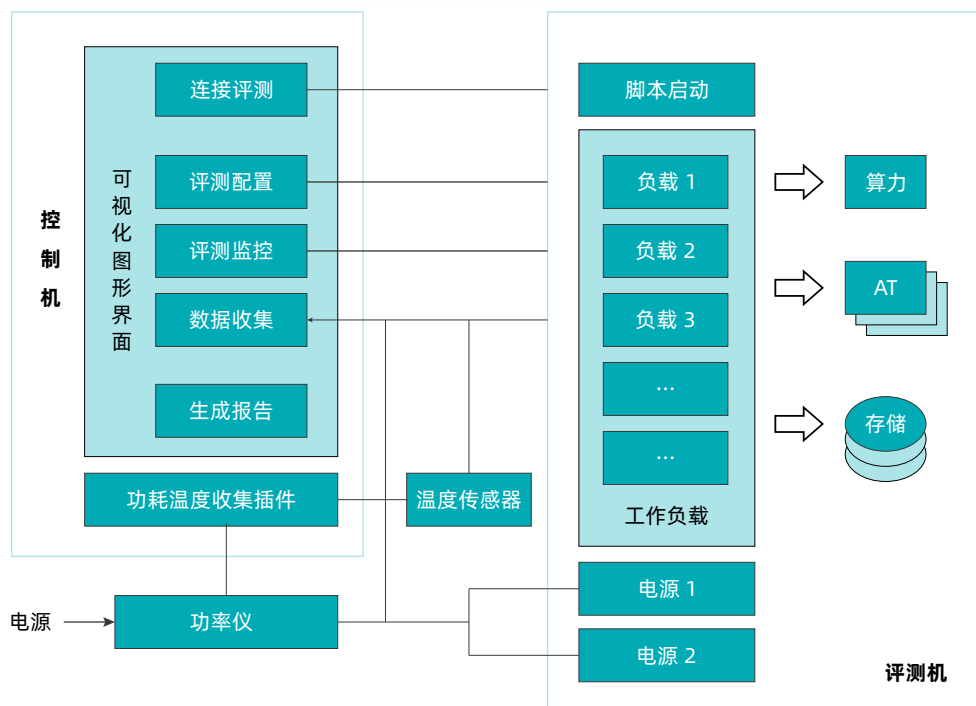 控制机
可视化图形界面
连接评测
评测配置
评测监控
数据收集
生成报告
功耗温度收集插件
温度传感器
电源
功率仪
脚本启动
负载 1
负载 2
负载 3
...
...
工作负载
电源 1
电源 2
评测机
算力
AT
存储